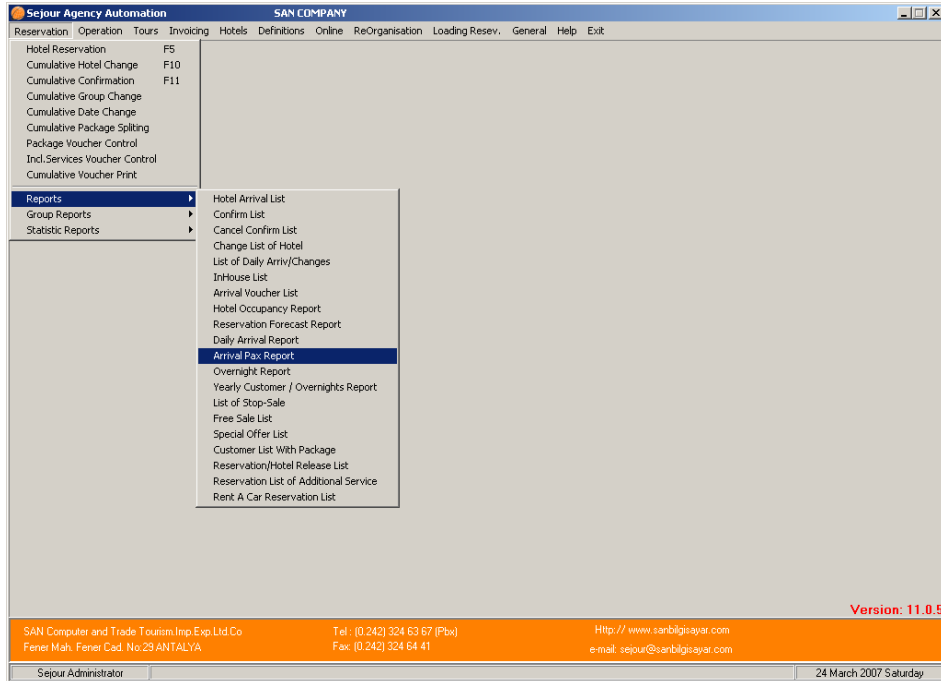 Sejour Agency Automation SAN COMPANY
Reservation Operation Tours Invoicing Hotels Definitions Online ReOrganisation Loading Resev. General Help Exit
Hotel Reservation F5
Cumulative Hotel Change F10
Cumulative Confirmation F11
Cumulative Group Change
Cumulative Date Change
Cumulative Package Spliting
Package Voucher Control
Incl.Services Voucher Control
Cumulative Voucher Print
Reports
Group Reports
Statistic Reports
Hotel Arrival List
Confirm List
Cancel Confirm List
Change List of Hotel
List of Daily Arriv/Changes
InHouse List
Arrival Voucher List
Hotel Occupancy Report
Reservation Forecast Report
Daily Arrival Report
Arrival Pax Report
Overnight Report
Yearly Customer / Overnights Report
List of Stop-Sale
Free Sale List
Special Offer List
Customer List With Package
Reservation/Hotel Release List
Reservation List of Additional Service
Rent A Car Reservation List
Version: 11.0.5
SAN Computer and Trade Tourism.Imp.Exp.Ltd.Co Tel : (0.242) 324 63 67 (Pbx) Http:// www.sanbilgisayar.com
Fener Mah. Fener Cad. No:29 ANTALYA Fax: (0.242) 324 64 41 e-mail: sejour@sanbilgisayar.com
Sejour Administrator 24 March 2007 Saturday